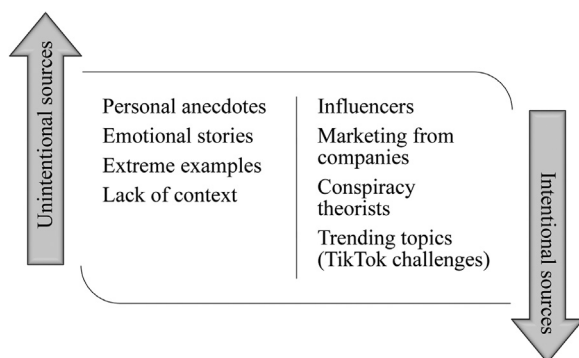 Unintentional sources
Personal anecdotes
Emotional stories
Extreme examples
Lack of context
Influencers
Marketing from
companies
Conspiracy
theorists
Trending topics
(TikTok challenges)
Intentional sources